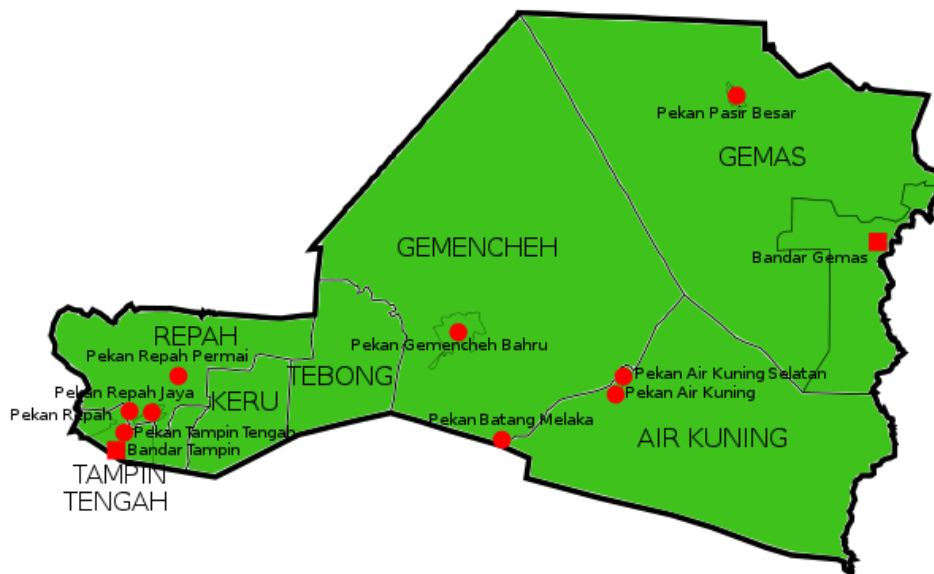 Pekan Pasir Besar
GEMAS
GEMENCHEH
Bandar Gemas
REPAH
Pekan Gemencheh Bahru
Pekan Repah Permai
TEBONG
Pekan Air Kuning Selatan
Pekan Repah Jaya
KERU
Pekan Air Kuning
Pekan Repah
Pekan Batang Melaka
Pekan Tampin Tengah
AIR KUNING
Bandar Tampin
TAMPIN
TENGAH